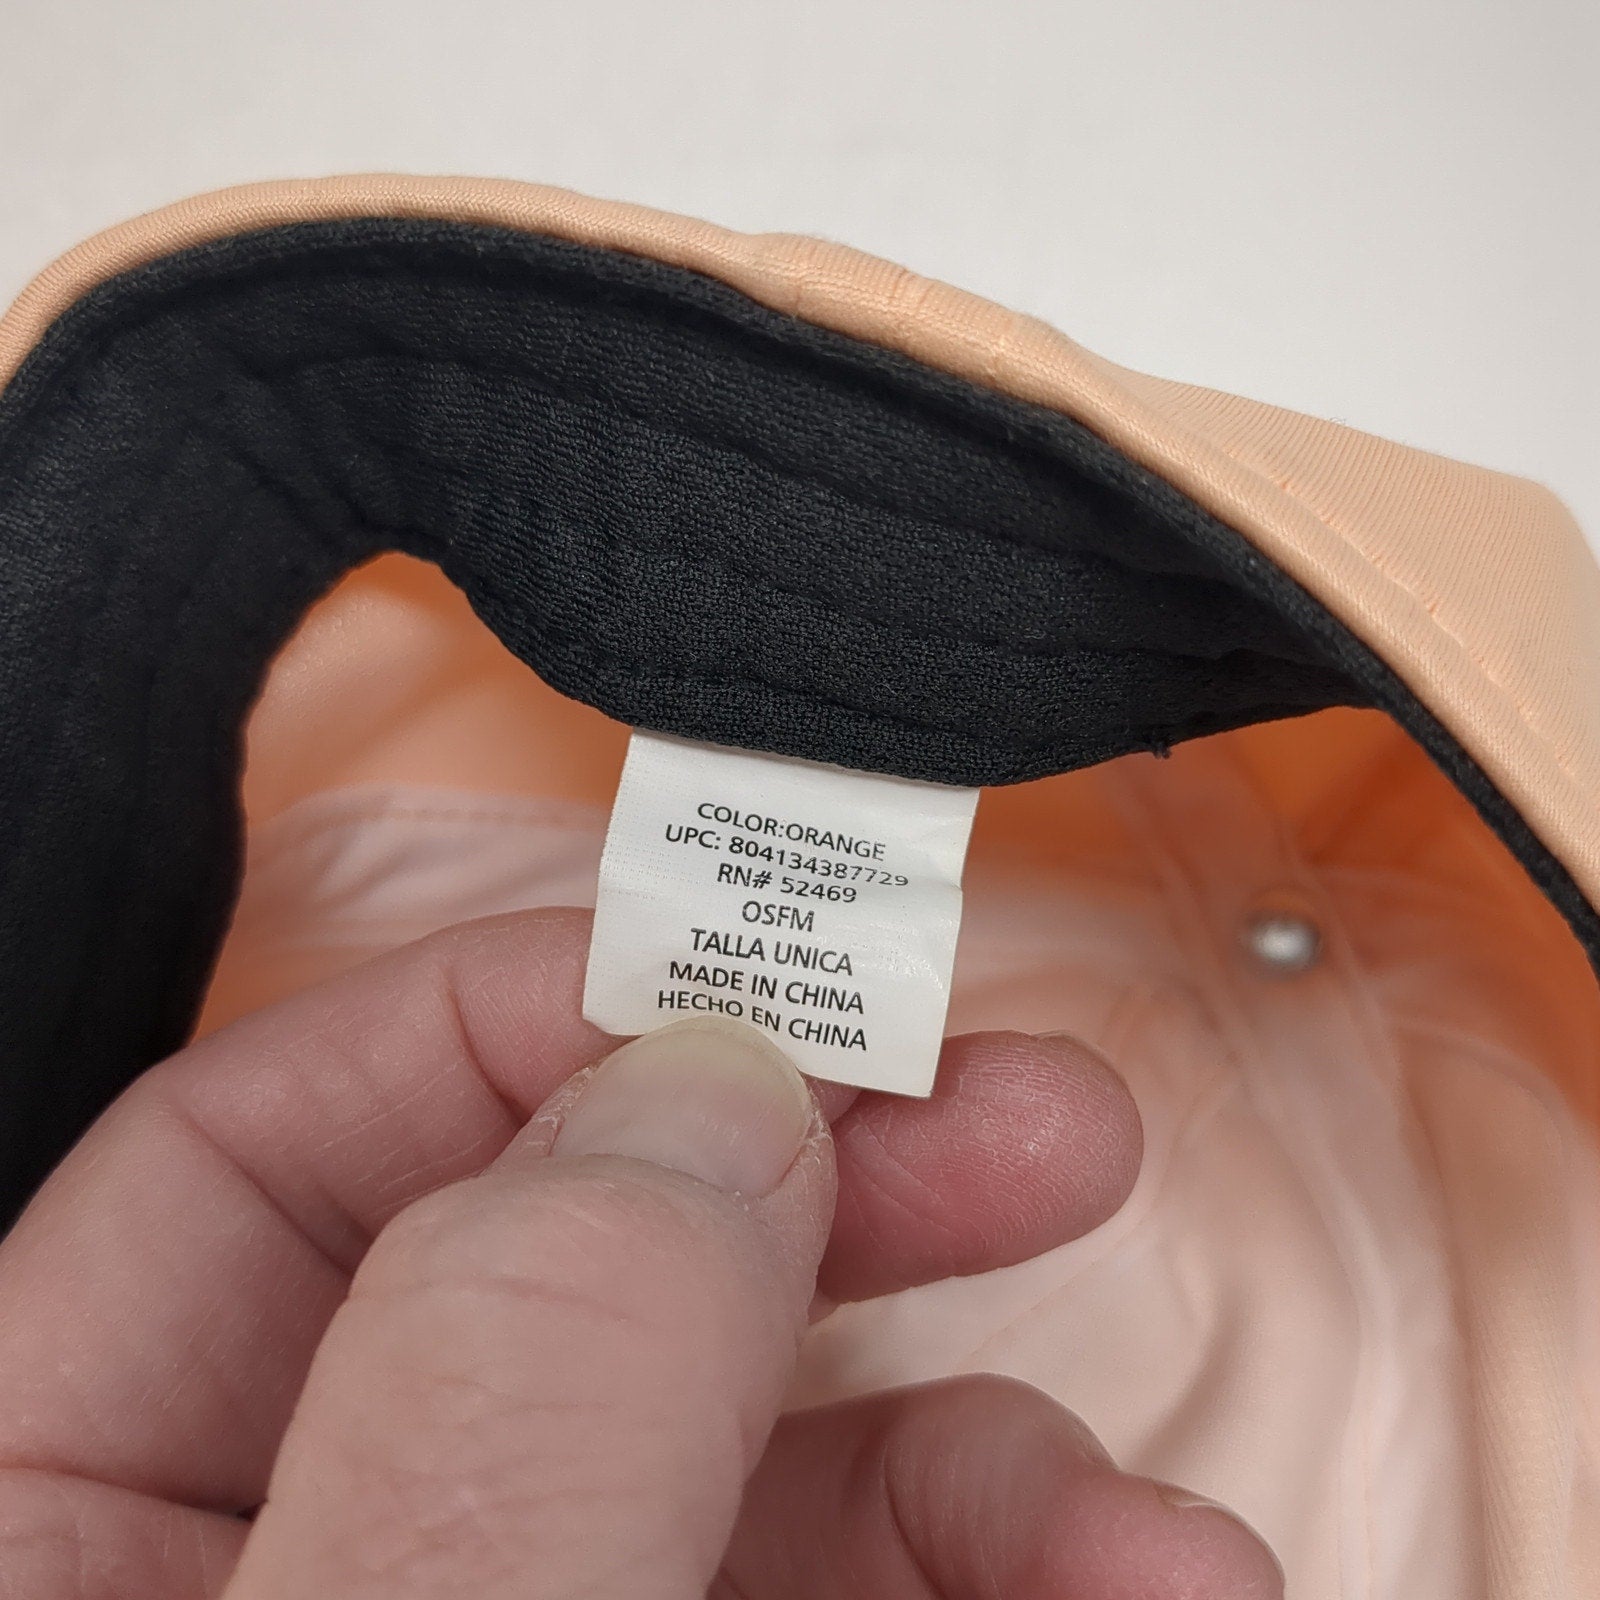 COLOR:ORANGE
UPC: 804134387729
RN# 52469
OSFM
TALLA UNICA
MADE IN CHINA
HECHO EN CHINA